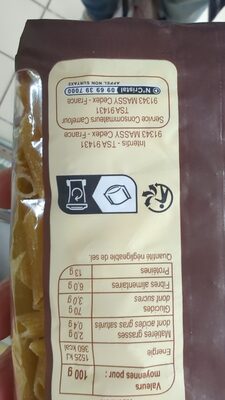 Valeurs
moyennes pour : 100 g
Energie 1525 kJ
360 kcal
Matières grasses 2,0 g
dont acides gras saturés 0,4 g
Glucides 70 g
dont sucres 3,0 g
Fibres alimentaires 6,9 g
Protéines 13 g
Quantité négligeable de sel.
Interdis - TSA 91431
91343 MASSY Cedex - France
Service Consommateurs Carrefour
TSA 91431
91343 MASSY Cedex - France
N°Cristal 09 69 39 7000
APPEL NON SURTAXE